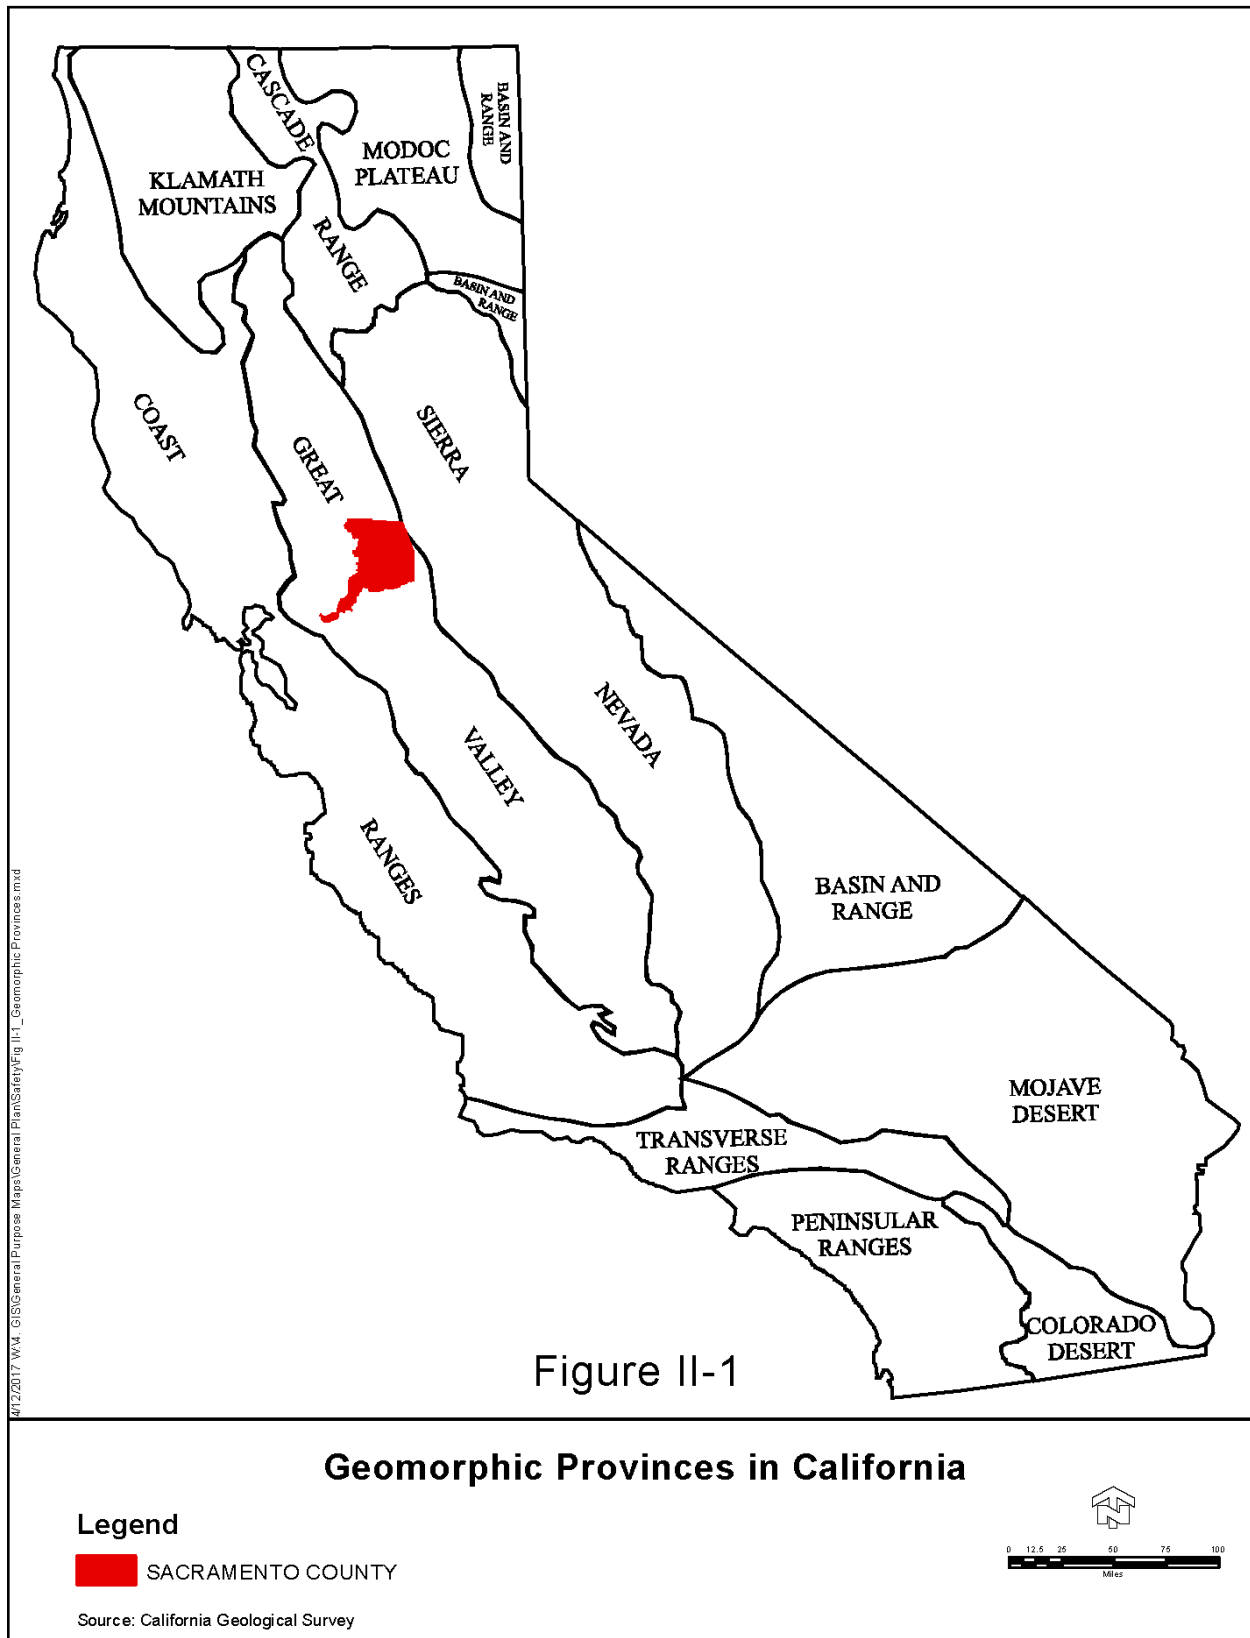 CASCADE
RANGE
BASIN AND
RANGE
MODOC
PLATEAU
KLAMATH
MOUNTAINS
BASIN AND
RANGE
COAST
RANGES
GREAT
VALLEY
SIERRA
NEVADA
BASIN AND
RANGE
MOJAVE
DESERT
TRANSVERSE
RANGES
PENINSULAR
RANGES
COLORADO
DESERT
Figure II-1
4/12/2017 W:\4. GIS\General Purpose Maps\General Plan\Safety\Fig II-1_Geomorphic Provinces.mxd
Geomorphic Provinces in California
Legend
SACRAMENTO COUNTY
Source: California Geological Survey
N
0 12.5 25 50 75 100
Miles